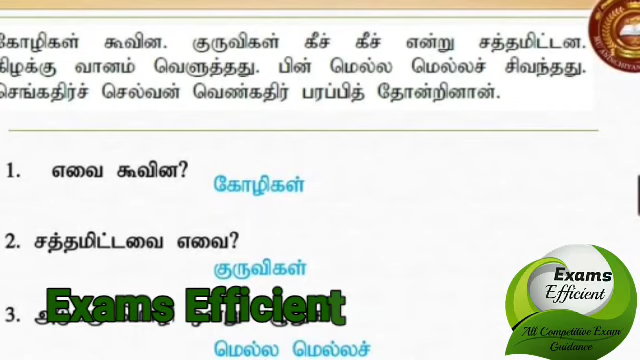 கோழிகள் கூவின. குருவிகள் கீச் கீச் என்று சத்தமிட்டன.
கிழக்கு வானம் வெளுத்தது. பின் மெல்ல மெல்லச் சிவந்தது.
செங்கதிர்ச் செல்வன் வெண்கதிர் பரப்பித் தோன்றினான்.
1. எவை கூவின?
கோழிகள்
2. சத்தமிட்டவை எவை?
குருவிகள்
3.
Exams Efficient
மெல்ல மெல்லச்
Exams
Efficient
All Competitive Exam
Guidance